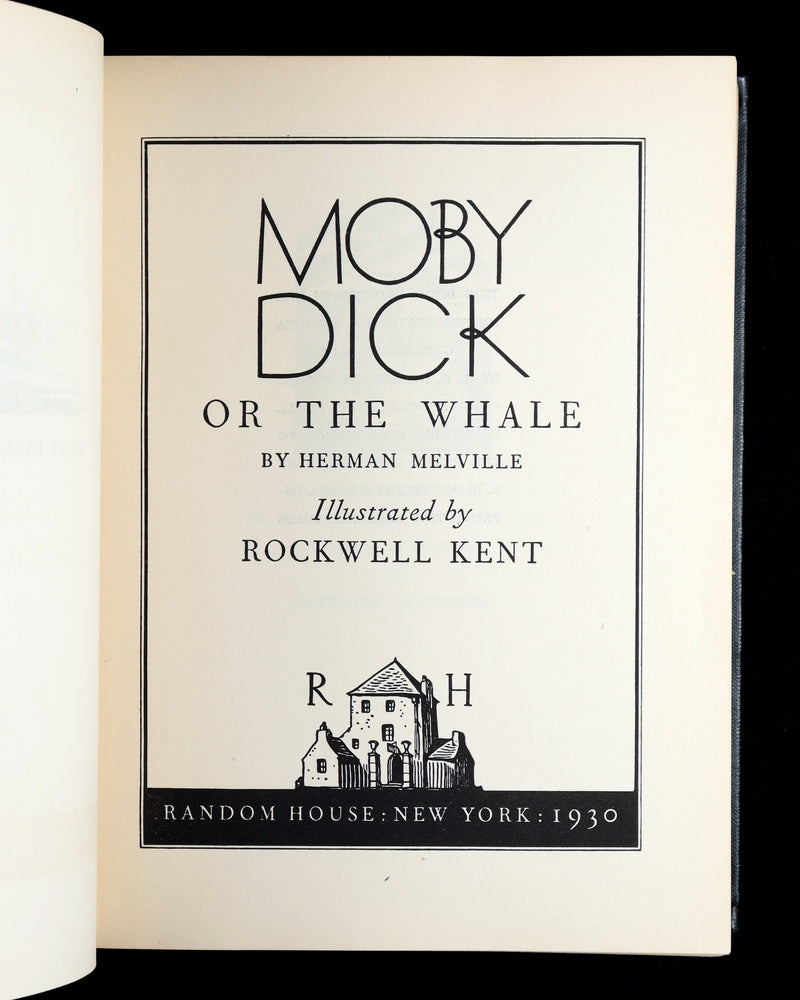 MOBY
DICK
OR THE WHALE
BY HERMAN MELVILLE
Illustrated by
ROCKWELL KENT
R H
RANDOM HOUSE : NEW YORK : 1930